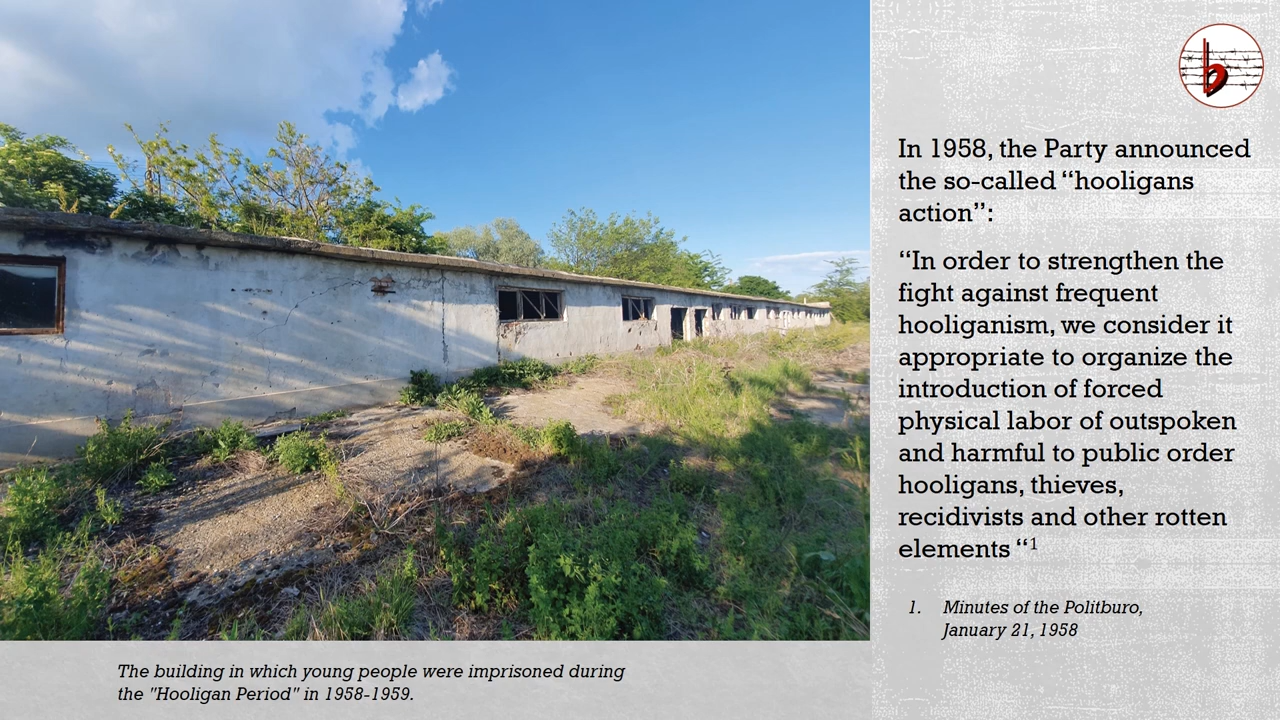 In 1958, the Party announced
the so-called “hooligans
action”:
“In order to strengthen the
fight against frequent
hooliganism, we consider it
appropriate to organize the
introduction of forced
physical labor of outspoken
and harmful to public order
hooligans, thieves,
recidivists and other rotten
elements “1
1. Minutes of the Politburo,
January 21, 1958
The building in which young people were imprisoned during
the "Hooligan Period" in 1958-1959.